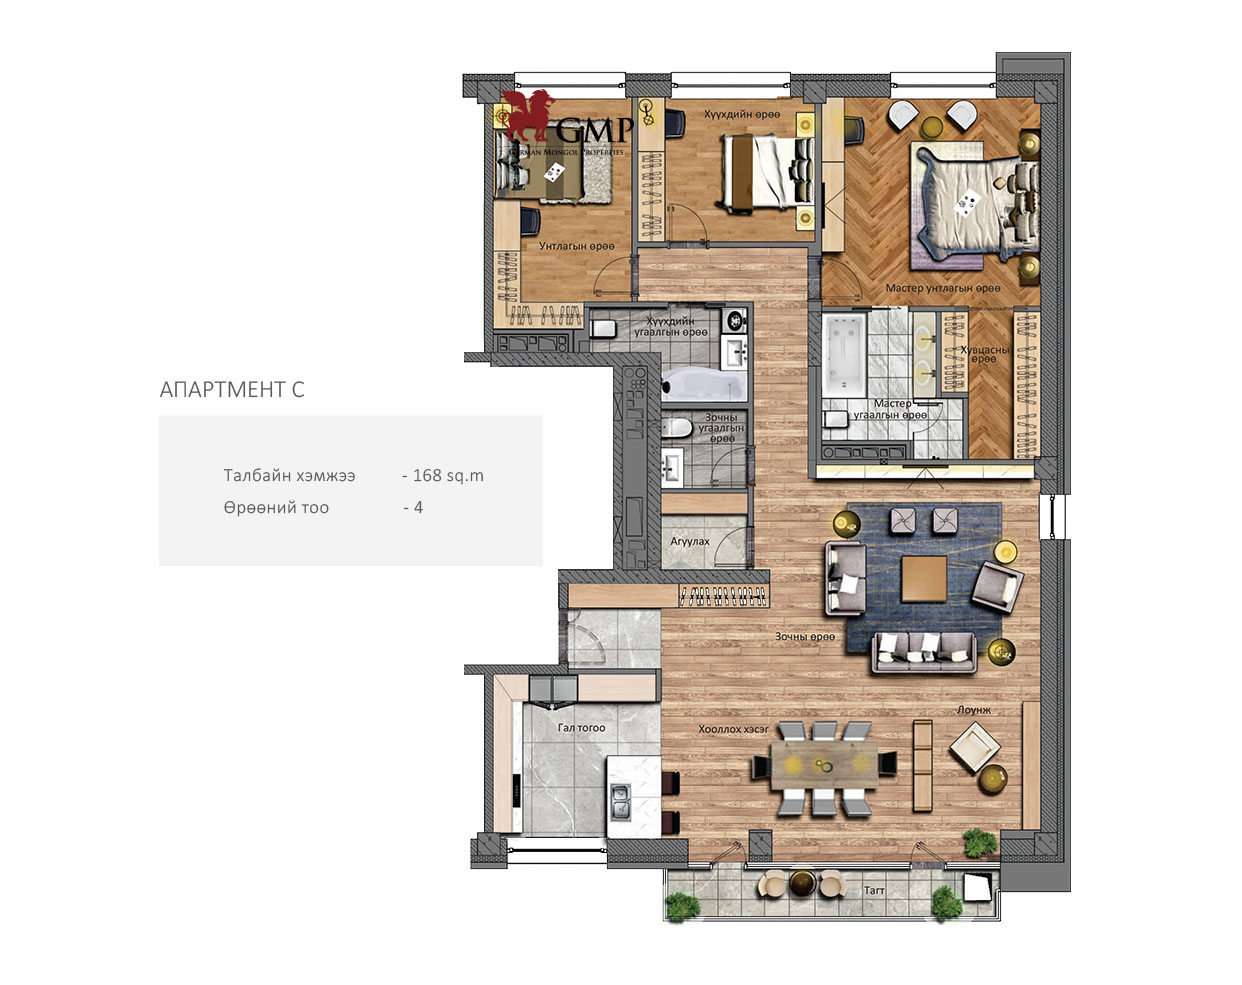 GMP
German Mongol Properties
Хүүхдийн өрөө
Унтлагын өрөө
Мастер унтлагын өрөө
Хүүхдийн
угаалгын өрөө
Хувцасны
өрөө
АПАРТМЕНТ С
Мастер
угаалгын өрөө
Зочны
угаалгын
өрөө
Талбайн хэмжээ - 168 sq.m
Өрөөний тоо - 4
Агуулах
Зочны өрөө
Лоунж
Гал тогоо
Хооллох хэсэг
Тагт